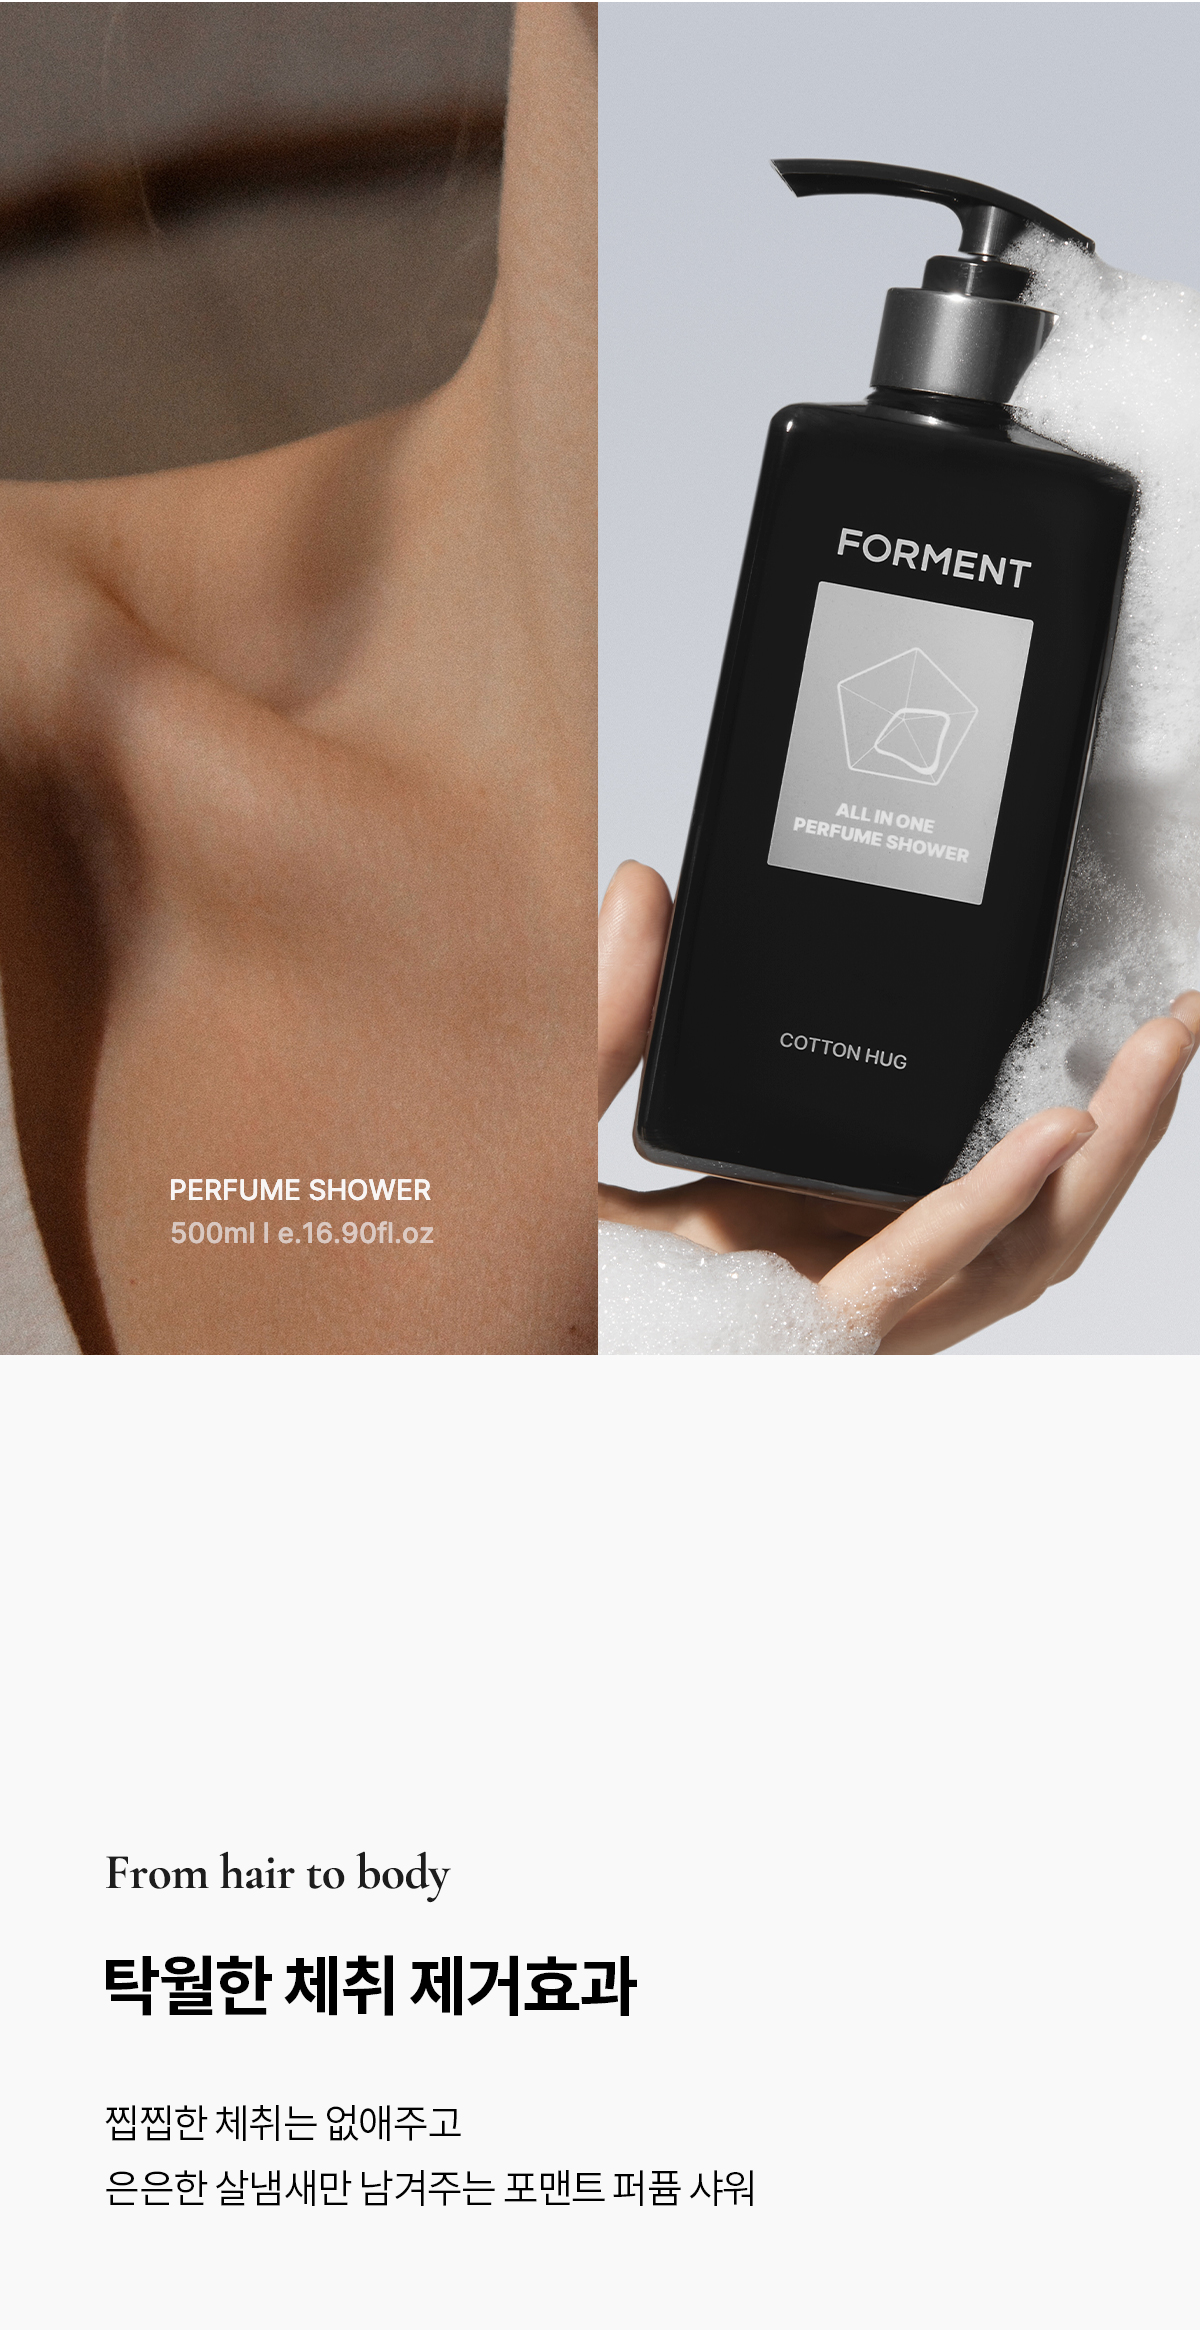 FORMENT
ALL IN ONE
PERFUME SHOWER
COTTON HUG
PERFUME SHOWER
500ml I e.16.90fl.oz
From hair to body
탁월한 체취 제거효과
찝찝한 체취는 없애주고
은은한 살냄새만 남겨주는 포맨트 퍼퓸 샤워